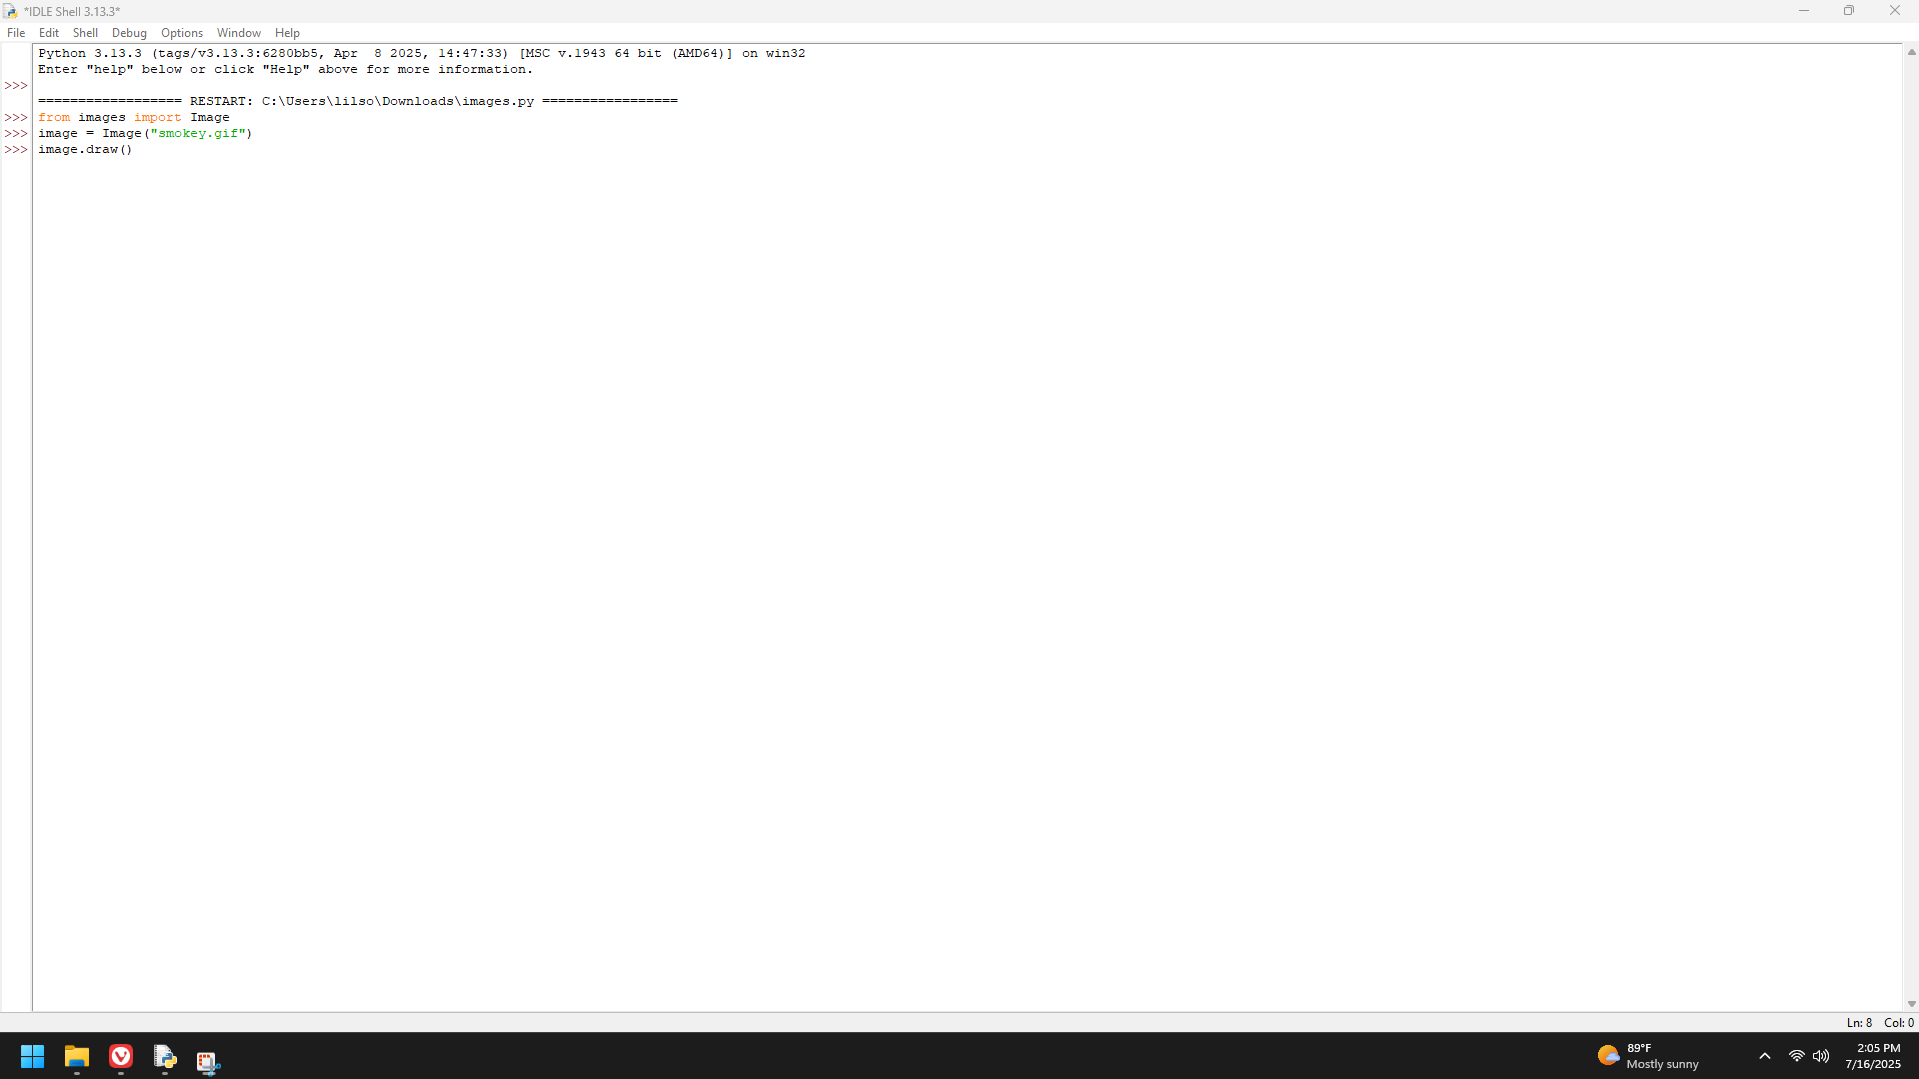 *IDLE Shell 3.13.3*
File Edit Shell Debug Options Window Help
Python 3.13.3 (tags/v3.13.3:6280bb5, Apr  8 2025, 14:47:33) [MSC v.1943 64 bit (AMD64)] on win32
Enter "help" below or click "Help" above for more information.
>>>
================== RESTART: C:\Users\lilso\Downloads\images.py =================
>>> from images import Image
>>> image = Image("smokey.gif")
>>> image.draw()
Ln: 8 Col: 0
89°F
Mostly sunny
2:05 PM
7/16/2025